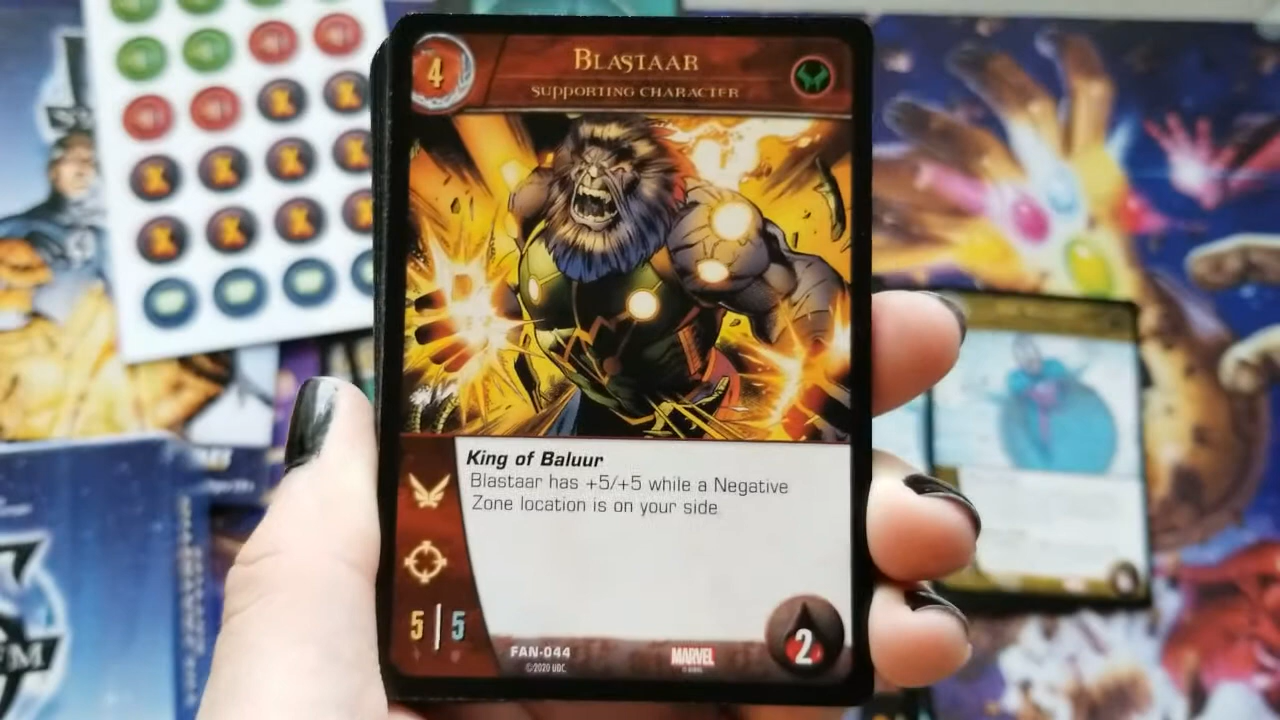 4
BLASTAAR
SUPPORTING CHARACTER
King of Baluur
Blastaar has +5/+5 while a Negative
Zone location is on your side
5 | 5
FAN-044
©2020 UDC.
MARVEL
2